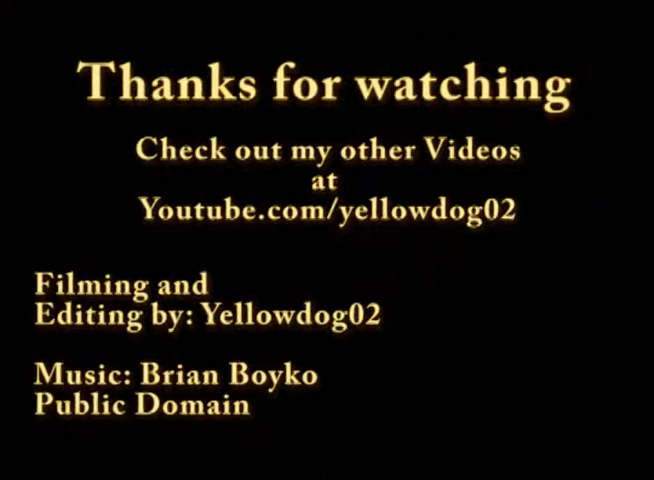 Thanks for watching
Check out my other Videos
at
Youtube.com/yellowdog02
Filming and
Editing by: Yellowdog02
Music: Brian Boyko
Public Domain